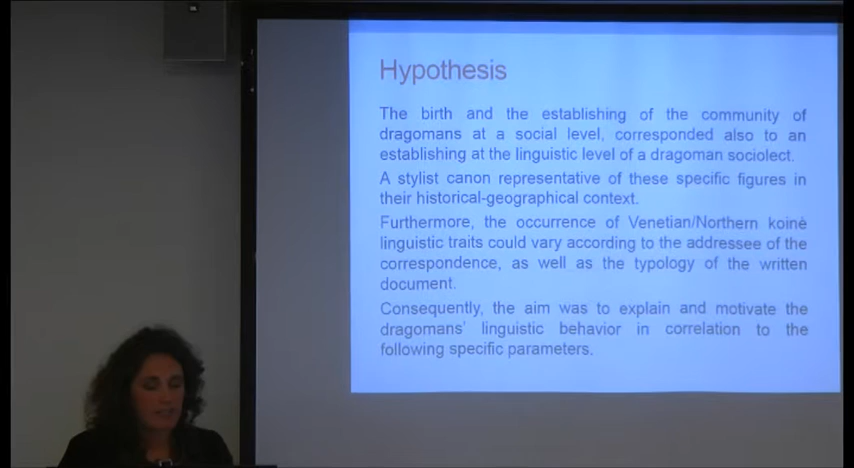 Hypothesis
The birth and the establishing of the community of
dragomans at a social level, corresponded also to an
establishing at the linguistic level of a dragoman sociolect.
A stylist canon representative of these specific figures in
their historical-geographical context.
Furthermore, the occurrence of Venetian/Northern koinè
linguistic traits could vary according to the addressee of the
correspondence, as well as the typology of the written
document.
Consequently, the aim was to explain and motivate the
dragomans' linguistic behavior in correlation to the
following specific parameters.